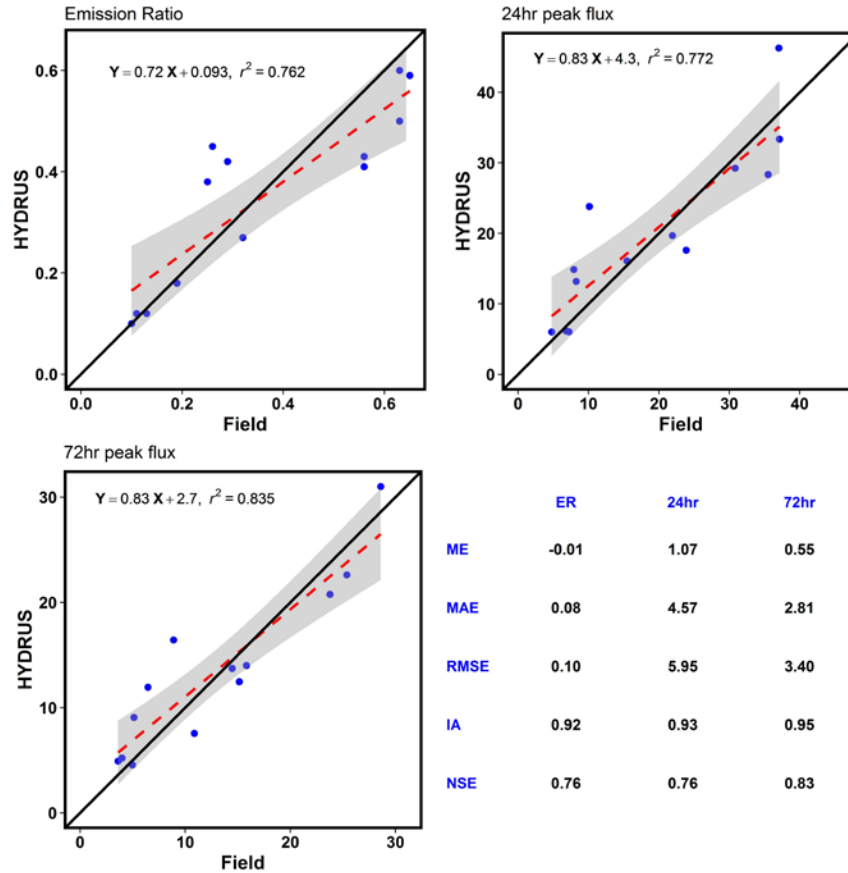 Emission Ratio
Y = 0.72 X + 0.093, r² = 0.762
0.6
0.4
0.2
0.0
HYDRUS
0.0 0.2 0.4 0.6
Field
24hr peak flux
Y = 0.83 X + 4.3, r² = 0.772
40
30
20
10
0
HYDRUS
0 10 20 30 40
Field
72hr peak flux
Y = 0.83 X + 2.7, r² = 0.835
30
20
10
0
HYDRUS
0 10 20 30
Field
ER 24hr 72hr
ME -0.01 1.07 0.55
MAE 0.08 4.57 2.81
RMSE 0.10 5.95 3.40
IA 0.92 0.93 0.95
NSE 0.76 0.76 0.83